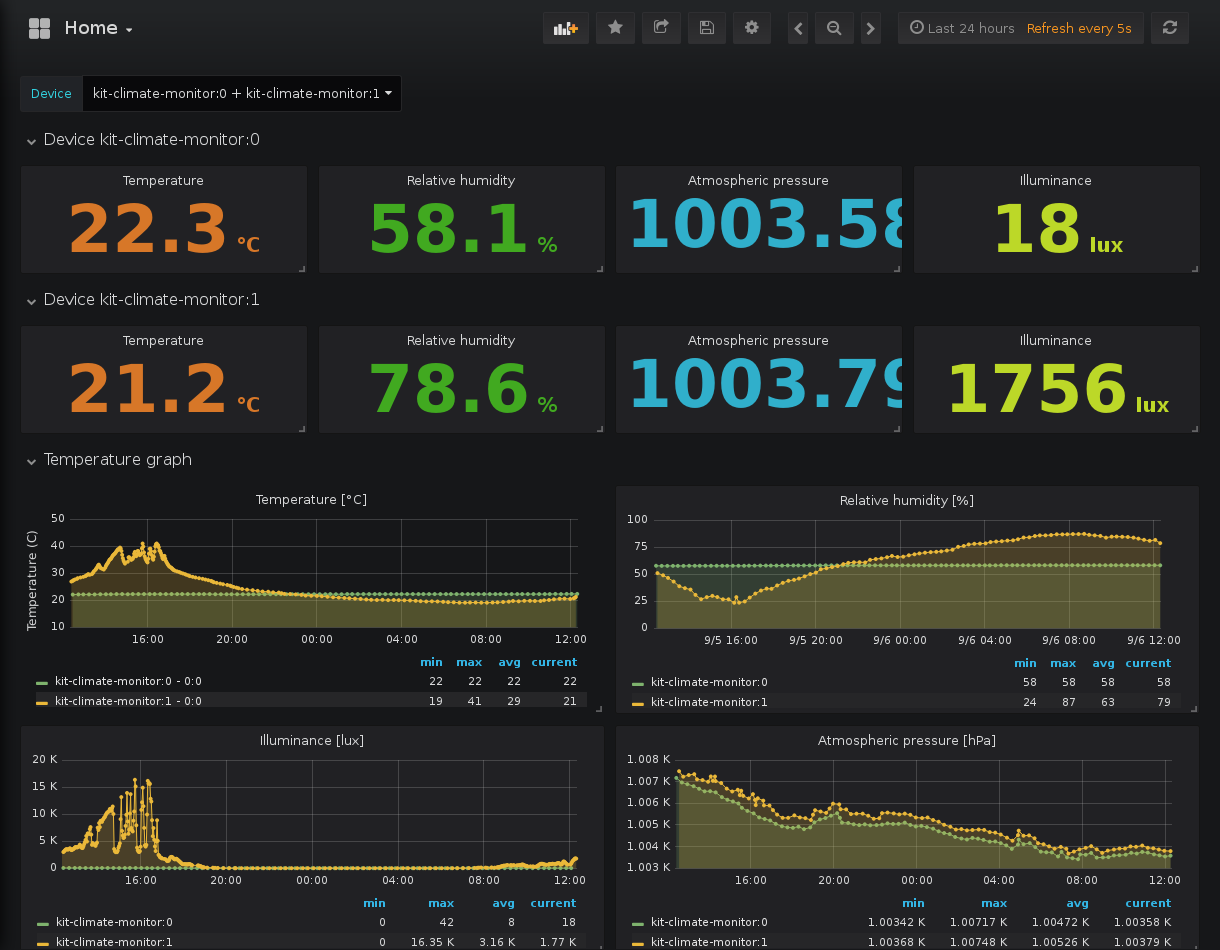 Home
Last 24 hours Refresh every 5s
Device kit-climate-monitor:0 + kit-climate-monitor:1
Device kit-climate-monitor:0
Temperature Relative humidity Atmospheric pressure Illuminance
22.3 °C 58.1 % 1003.58 18 lux
Device kit-climate-monitor:1
Temperature Relative humidity Atmospheric pressure Illuminance
21.2 °C 78.6 % 1003.79 1756 lux
Temperature graph
Temperature [°C]
Temperature (C)
50
40
30
20
10
16:00 20:00 00:00 04:00 08:00 12:00
min max avg current
kit-climate-monitor:0 - 0:0 22 22 22 22
kit-climate-monitor:1 - 0:0 19 41 29 21
Relative humidity [%]
100
75
50
25
0
9/5 16:00 9/5 20:00 9/6 00:00 9/6 04:00 9/6 08:00 9/6 12:00
min max avg current
kit-climate-monitor:0 58 58 58 58
kit-climate-monitor:1 24 87 63 79
Illuminance [lux]
20 K
15 K
10 K
5 K
0
16:00 20:00 00:00 04:00 08:00 12:00
min max avg current
kit-climate-monitor:0 0 42 8 18
kit-climate-monitor:1 0 16.35 K 3.16 K 1.77 K
Atmospheric pressure [hPa]
1.008 K
1.007 K
1.006 K
1.005 K
1.004 K
1.003 K
16:00 20:00 00:00 04:00 08:00 12:00
min max avg current
kit-climate-monitor:0 1.00342 K 1.00717 K 1.00472 K 1.00358 K
kit-climate-monitor:1 1.00368 K 1.00748 K 1.00526 K 1.00379 K